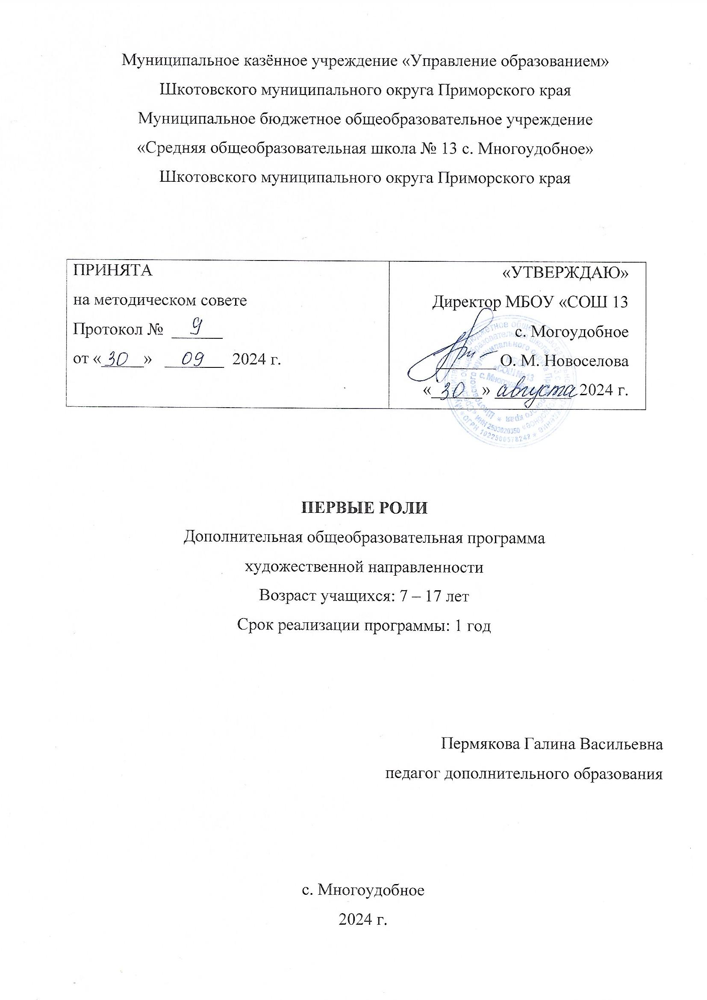 Муниципальное казённое учреждение «Управление образованием»
Шкотовского муниципального округа Приморского края
Муниципальное бюджетное общеобразовательное учреждение
«Средняя общеобразовательная школа № 13 с. Многоудобное»
Шкотовского муниципального округа Приморского края
ПРИНЯТА
на методическом совете
Протокол № 9
от «30» 09 2024 г.
«УТВЕРЖДАЮ»
Директор МБОУ «СОШ 13
с. Могоудобное
О. М. Новоселова
«30» августа 2024 г.
«СОШ № 13
ИНН 2503020350
ОГРН 1022500578242
ПЕРВЫЕ РОЛИ
Дополнительная общеобразовательная программа
художественной направленности
Возраст учащихся: 7 – 17 лет
Срок реализации программы: 1 год
Пермякова Галина Васильевна
педагог дополнительного образования
с. Многоудобное
2024 г.